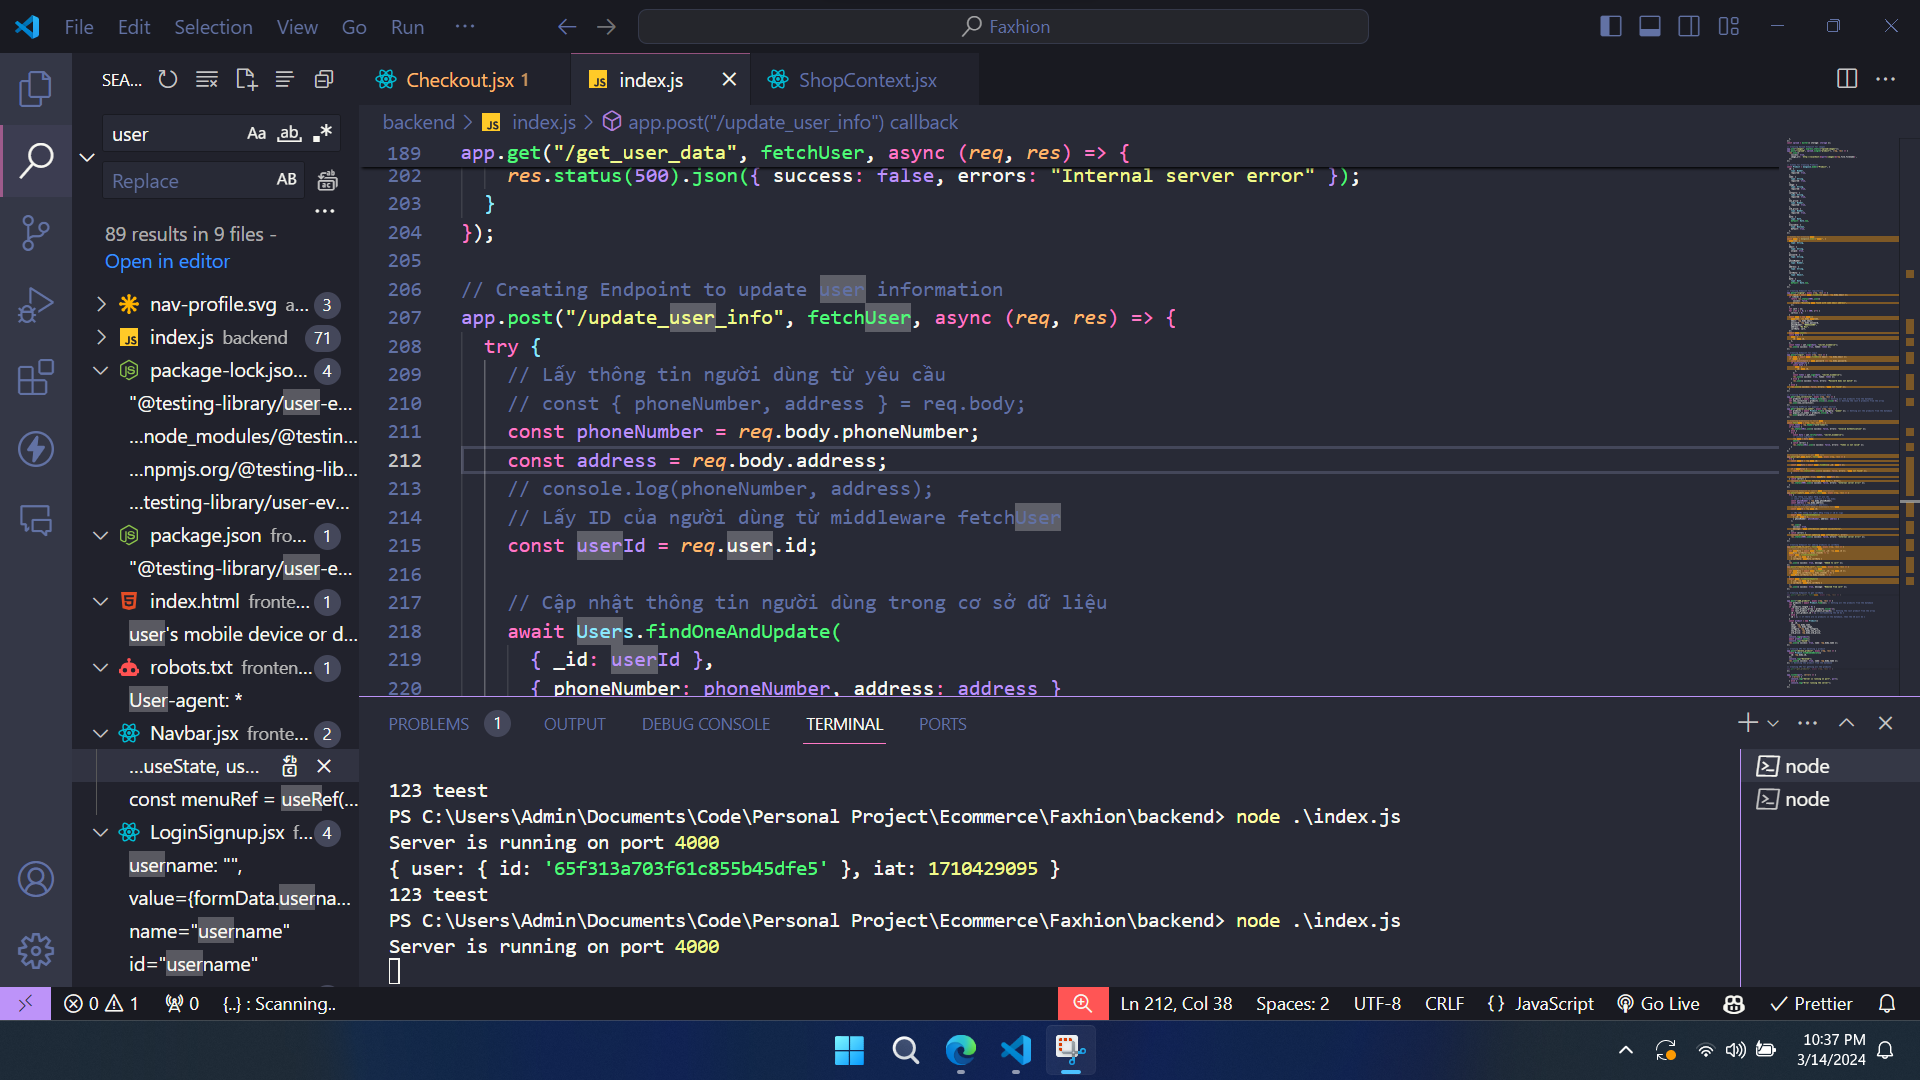 File Edit Selection View Go Run ···
Faxhion
SEA...
user
Aa ab .*
Replace
AB
89 results in 9 files -
Open in editor
nav-profile.svg a... 3
JS index.js backend 71
package-lock.jso... 4
"@testing-library/user-e...
...node_modules/@testin...
...npmjs.org/@testing-lib...
...testing-library/user-ev...
package.json fro... 1
"@testing-library/user-e...
index.html fronte... 1
user's mobile device or d...
robots.txt fronten... 1
User-agent: *
Navbar.jsx fronte... 2
...useState, us...
const menuRef = useRef(...
LoginSignup.jsx f... 4
username: "",
value={formData.userna...
name="username"
id="username"
Checkout.jsx 1
JS index.js
ShopContext.jsx
backend > JS index.js > app.post("/update_user_info") callback
189 app.get("/get_user_data", fetchUser, async (req, res) => {
202 res.status(500).json({ success: false, errors: "Internal server error" });
203 }
204 });
205
206 // Creating Endpoint to update user information
207 app.post("/update_user_info", fetchUser, async (req, res) => {
208 try {
209 // Lấy thông tin người dùng từ yêu cầu
210 // const { phoneNumber, address } = req.body;
211 const phoneNumber = req.body.phoneNumber;
212 const address = req.body.address;
213 // console.log(phoneNumber, address);
214 // Lấy ID của người dùng từ middleware fetchUser
215 const userId = req.user.id;
216
217 // Cập nhật thông tin người dùng trong cơ sở dữ liệu
218 await Users.findOneAndUpdate(
219 { _id: userId },
220 { phoneNumber: phoneNumber, address: address }
PROBLEMS 1 OUTPUT DEBUG CONSOLE TERMINAL PORTS
123 teest
PS C:\Users\Admin\Documents\Code\Personal Project\Ecommerce\Faxhion\backend> node .\index.js
Server is running on port 4000
{ user: { id: '65f313a703f61c855b45dfe5' }, iat: 1710429095 }
123 teest
PS C:\Users\Admin\Documents\Code\Personal Project\Ecommerce\Faxhion\backend> node .\index.js
Server is running on port 4000
node
node
0 1 0 {..} : Scanning..
Ln 212, Col 38 Spaces: 2 UTF-8 CRLF {} JavaScript Go Live Prettier
10:37 PM
3/14/2024